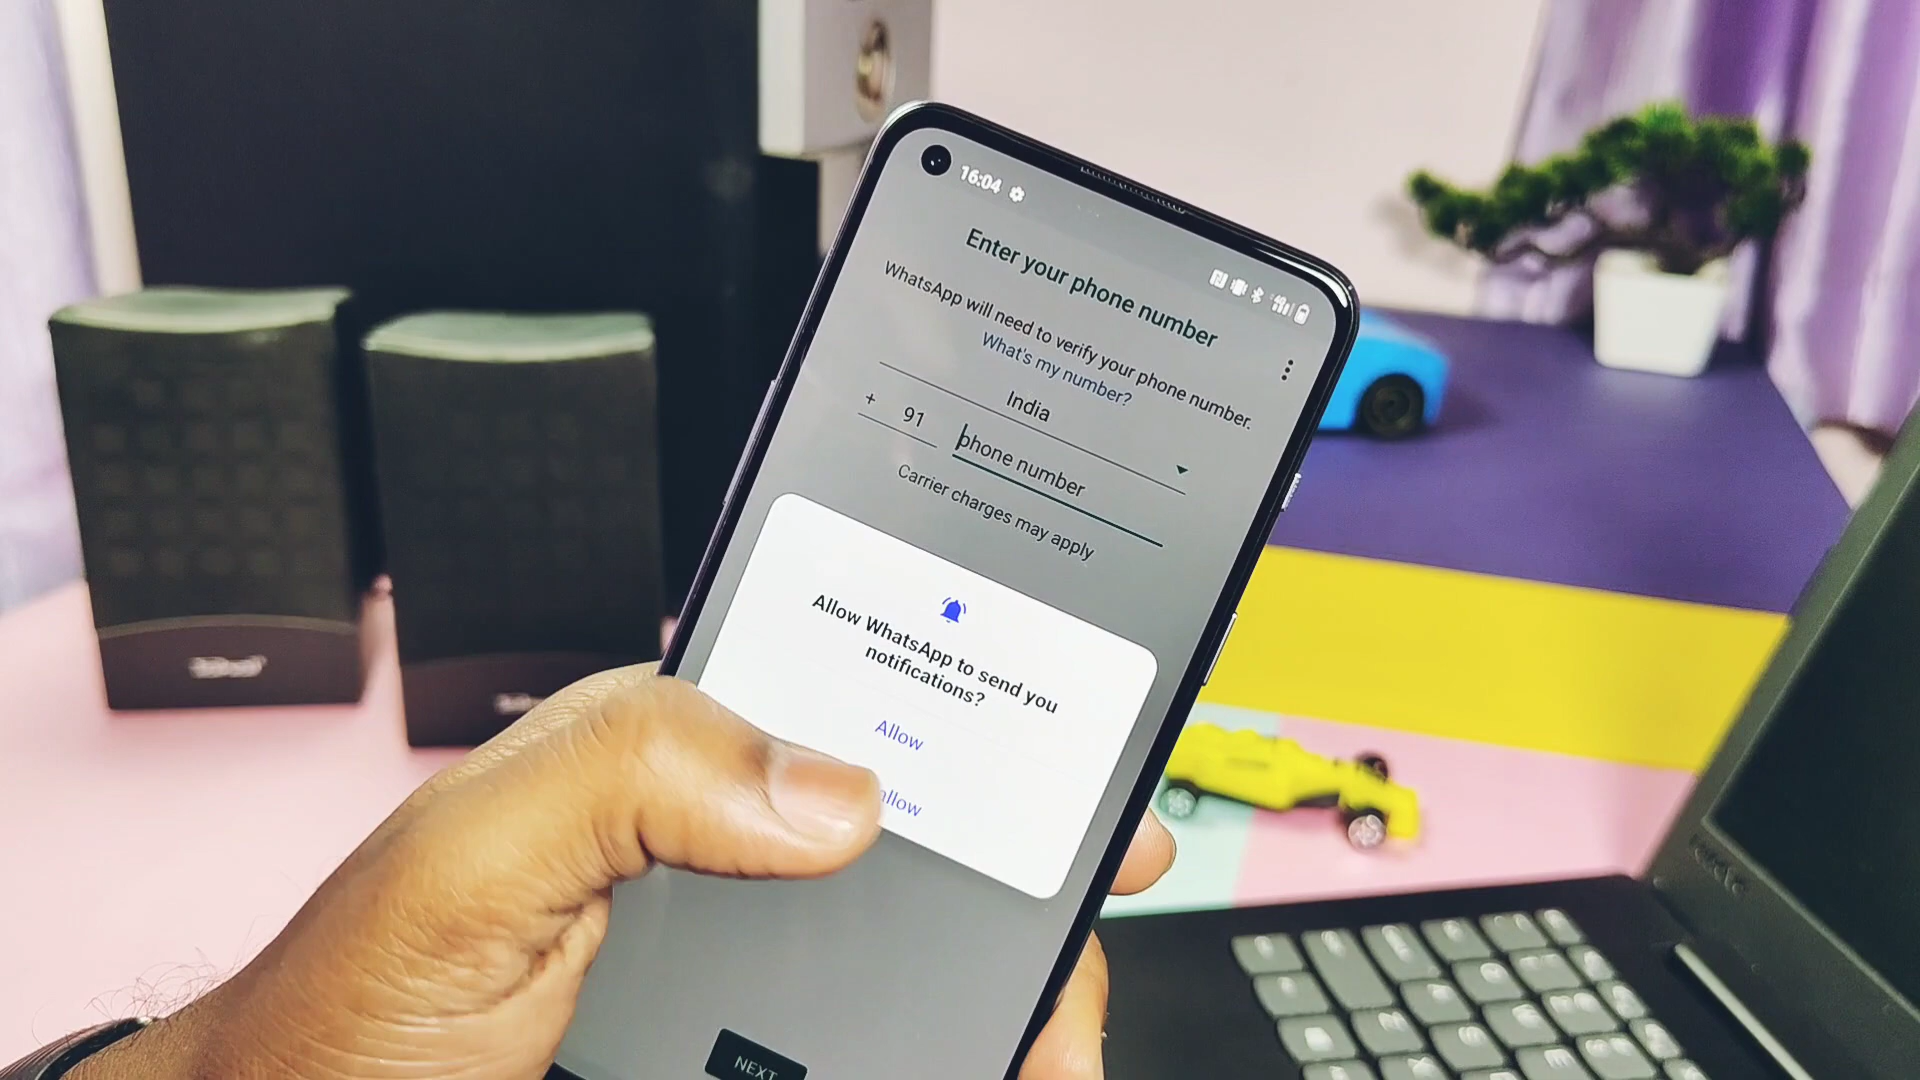 16:04
Enter your phone number
WhatsApp will need to verify your phone number.
What's my number?
India
+ 91 phone number
Carrier charges may apply
Allow WhatsApp to send you
notifications?
Allow
allow
NEXT